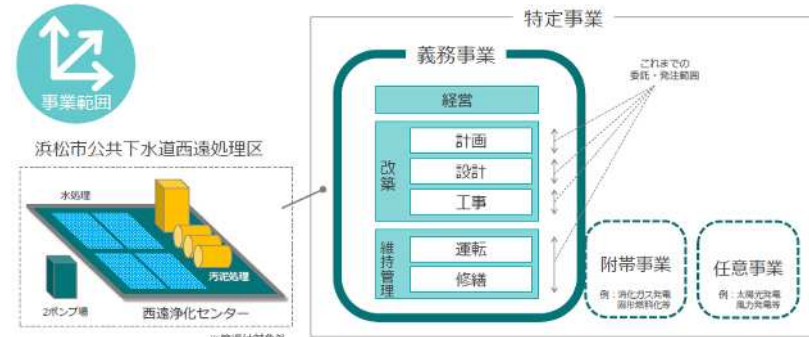 事業範囲
浜松市公共下水道西遠処理区
水処理
汚泥処理
2ポンプ場
西遠浄化センター
特定事業
義務事業
これまでの
委託・発注範囲
経営
改築
計画
設計
工事
維持管理
運転
修繕
附帯事業
例：消化ガス発電
固形燃料化等
任意事業
例：太陽光発電
風力発電等